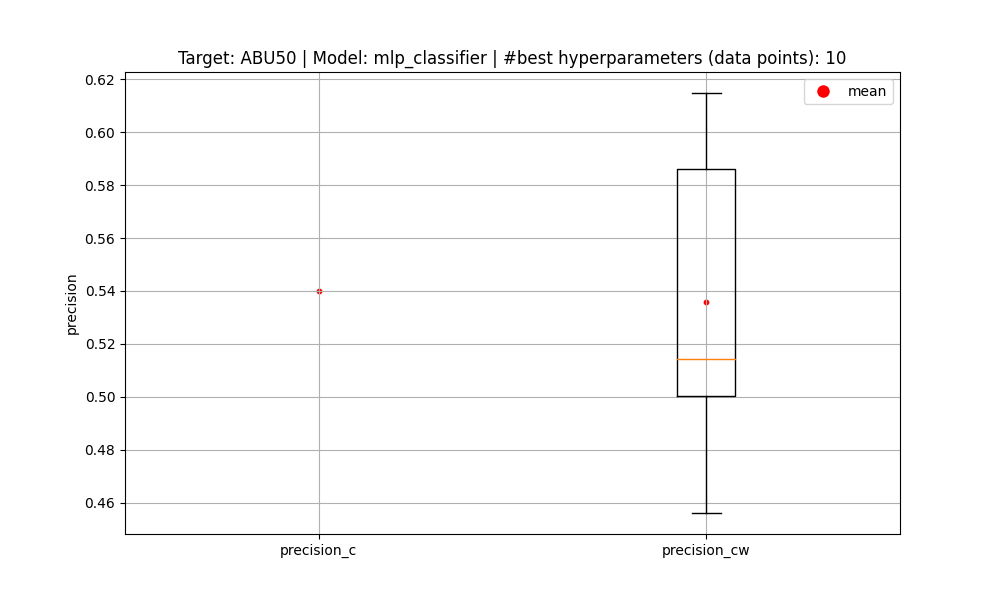 Target: ABU50 | Model: mlp_classifier | #best hyperparameters (data points): 10
mean
0.62
0.60
0.58
0.56
0.54
0.52
0.50
0.48
0.46
precision
precision_c
precision_cw